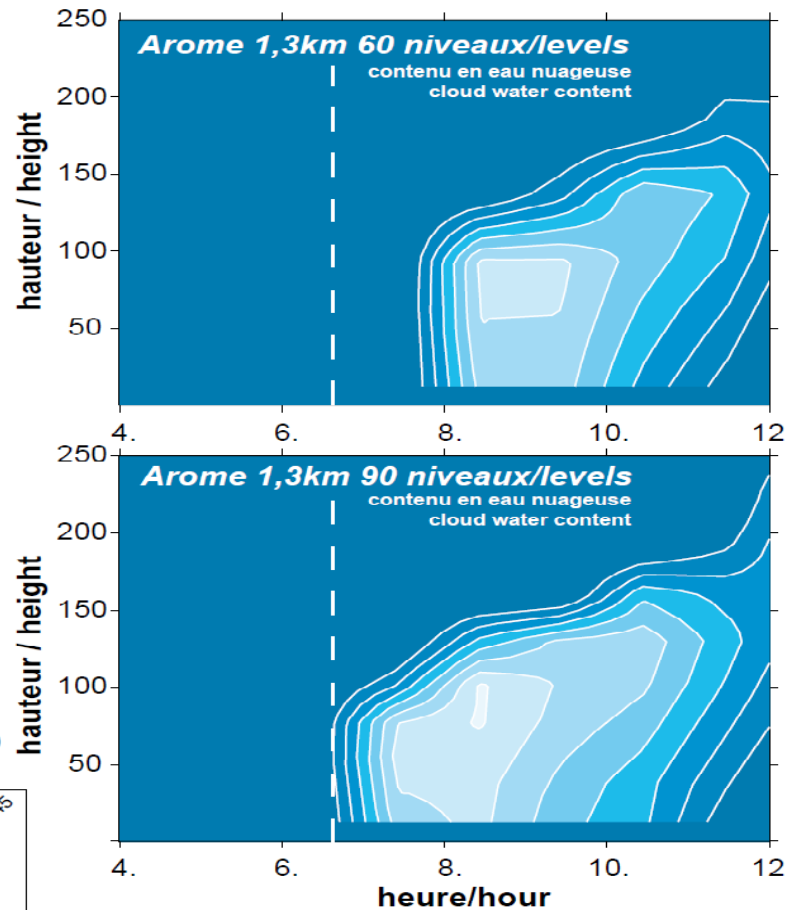 250
Arome 1,3km 60 niveaux/levels
contenu en eau nuageuse
cloud water content
200
150
100
50
hauteur / height
4. 6. 8. 10. 12
250
Arome 1,3km 90 niveaux/levels
contenu en eau nuageuse
cloud water content
200
150
100
50
hauteur / height
4. 6. 8. 10. 12
heure/hour